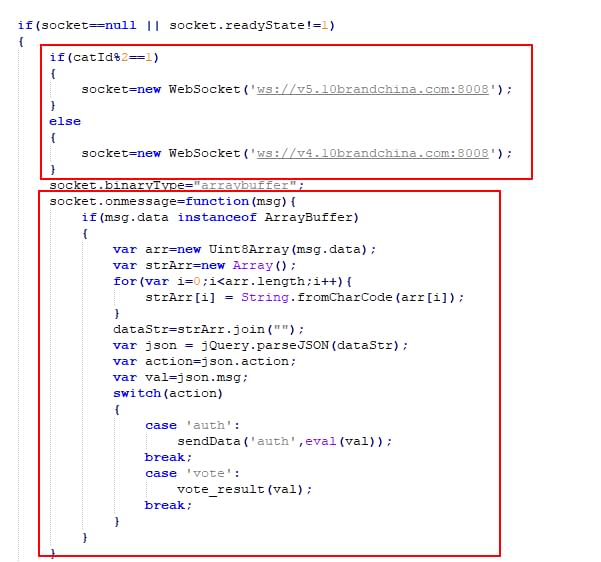 if(socket==null || socket.readyState!=1)
{
if(catId%2==1)
{
socket=new WebSocket('ws://v5.10brandchina.com:8008');
}
else
{
socket=new WebSocket('ws://v4.10brandchina.com:8008');
}
socket.binaryType="arraybuffer";
socket.onmessage=function(msg){
if(msg.data instanceof ArrayBuffer)
{
var arr=new Uint8Array(msg.data);
var strArr=new Array();
for(var i=0;i<arr.length;i++){
strArr[i] = String.fromCharCode(arr[i]);
}
dataStr=strArr.join("");
var json = jQuery.parseJSON(dataStr);
var action=json.action;
var val=json.msg;
switch(action)
{
case 'auth':
sendData('auth',eval(val));
break;
case 'vote':
vote_result(val);
break;
}
}
}